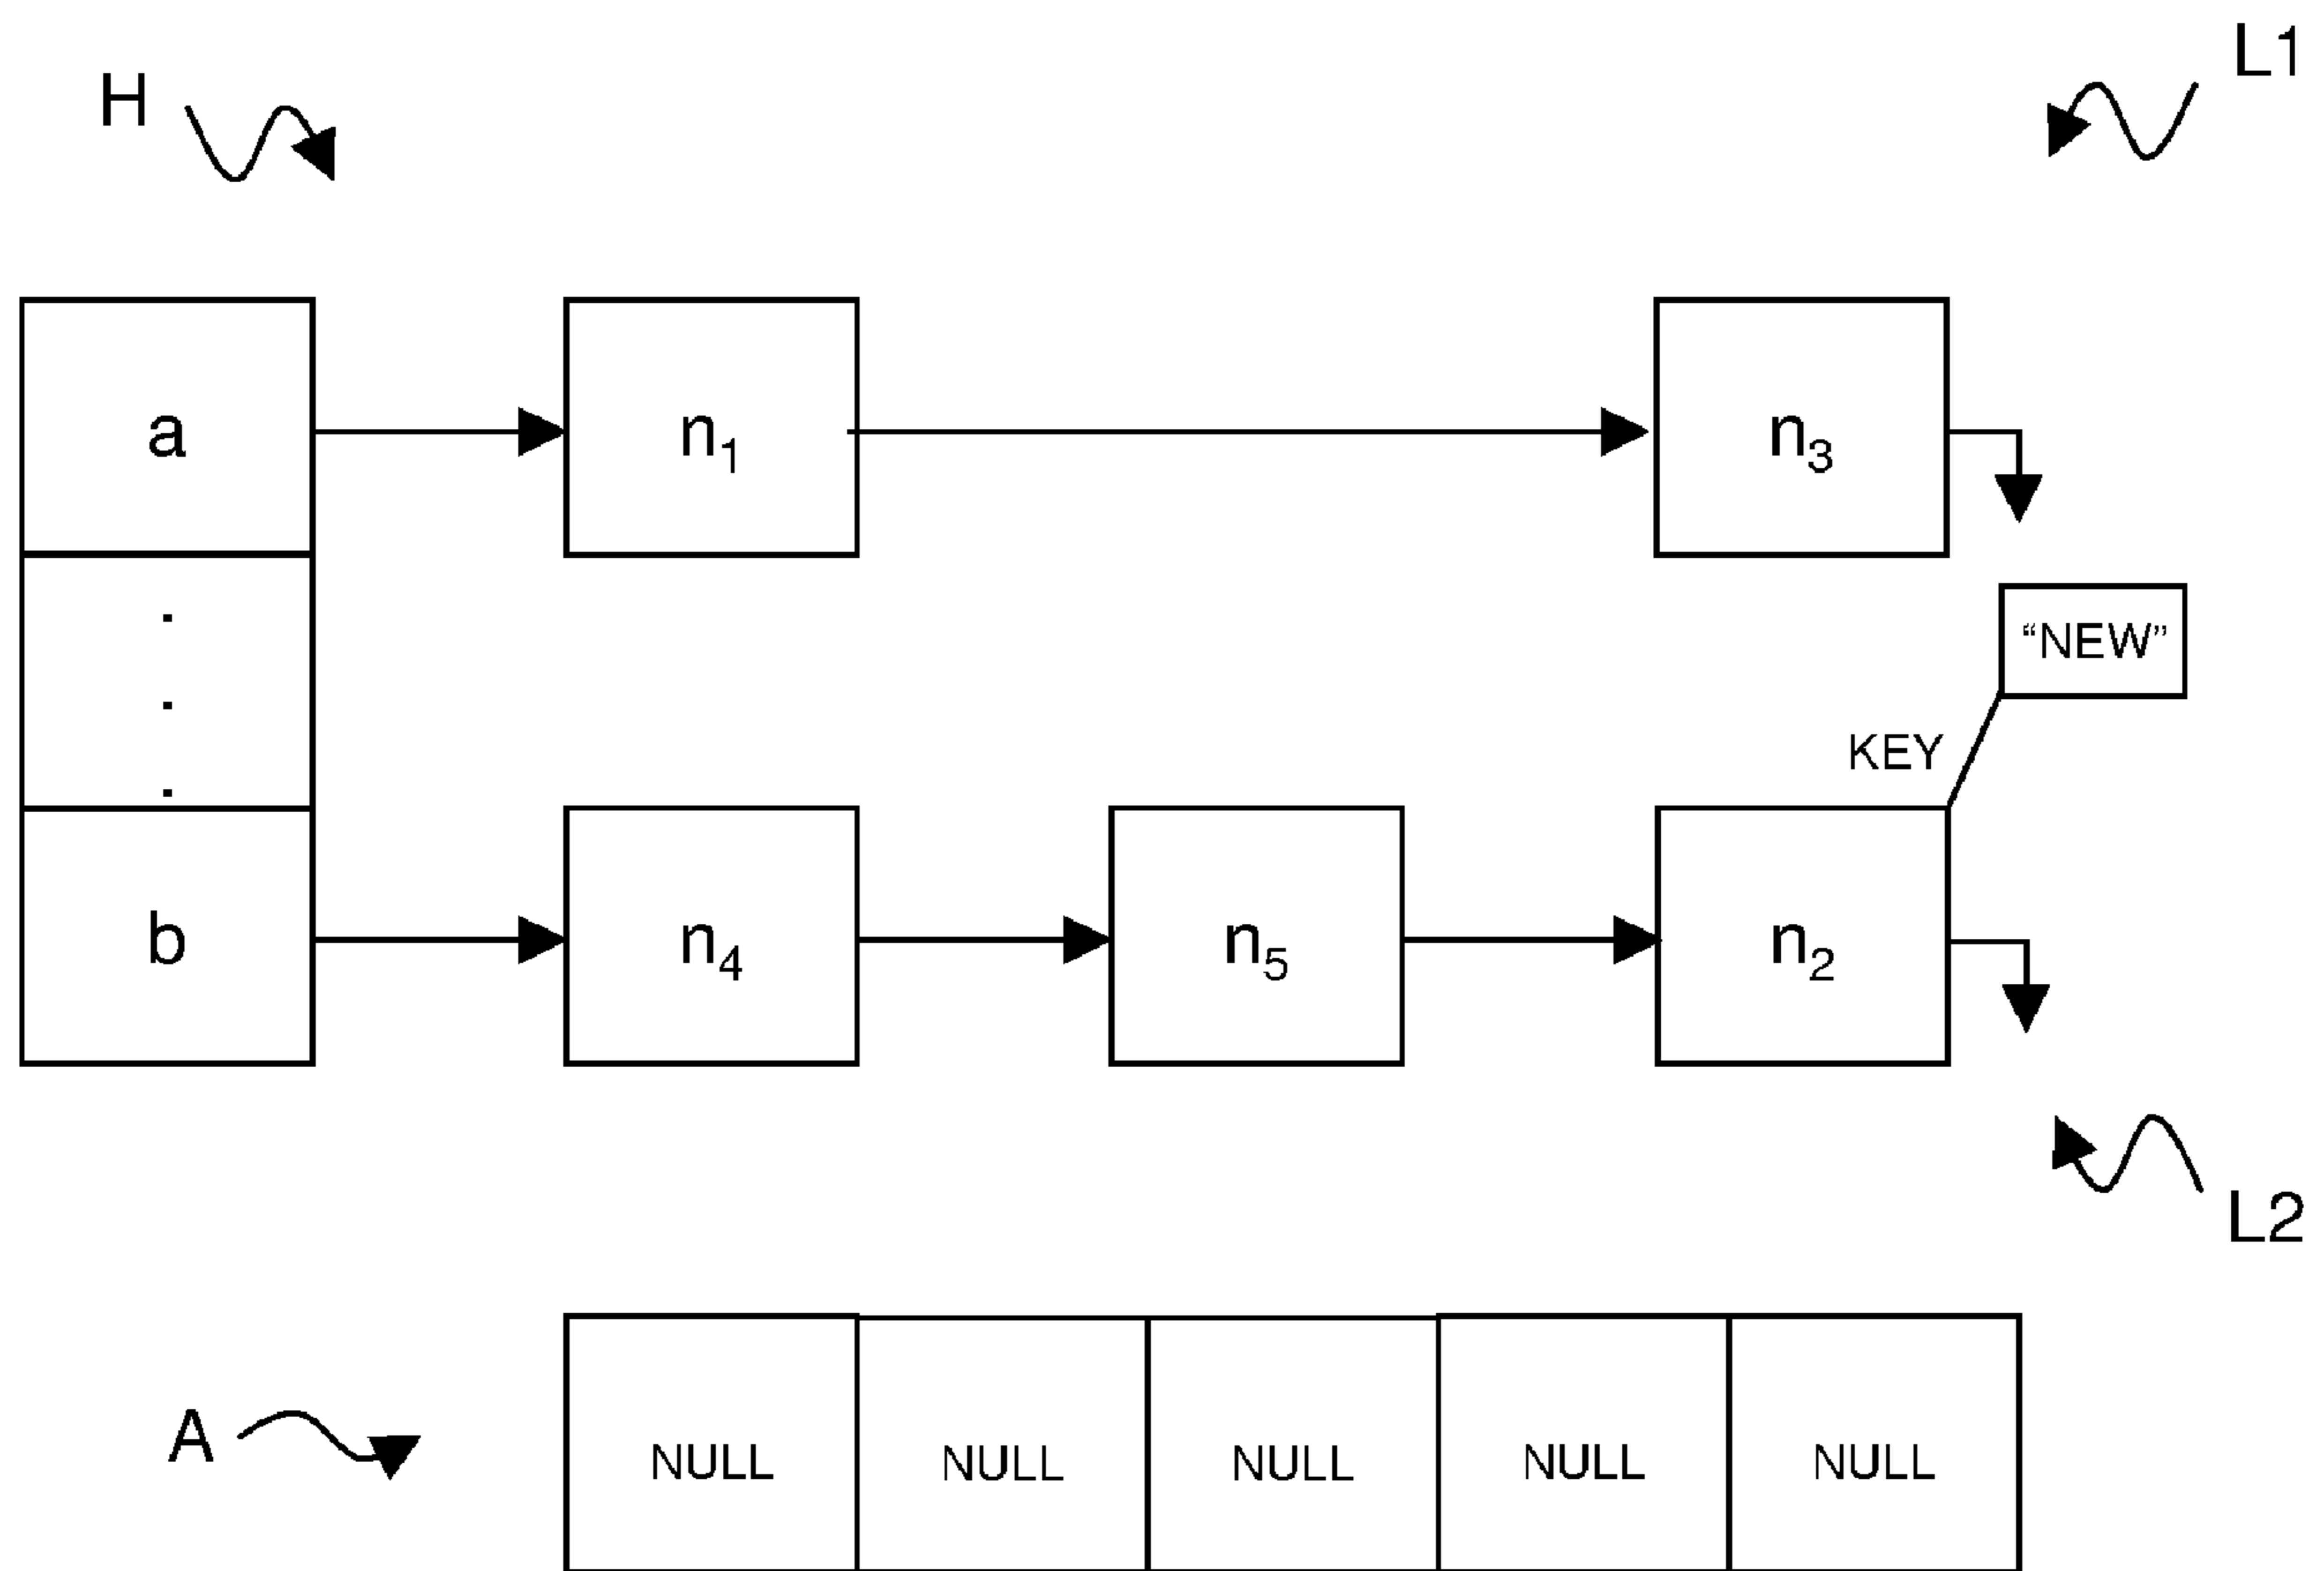 H
L1
a
n1
n3
.
.
.
“NEW”
KEY
b
n4
n5
n2
L2
A
NULL NULL NULL NULL NULL